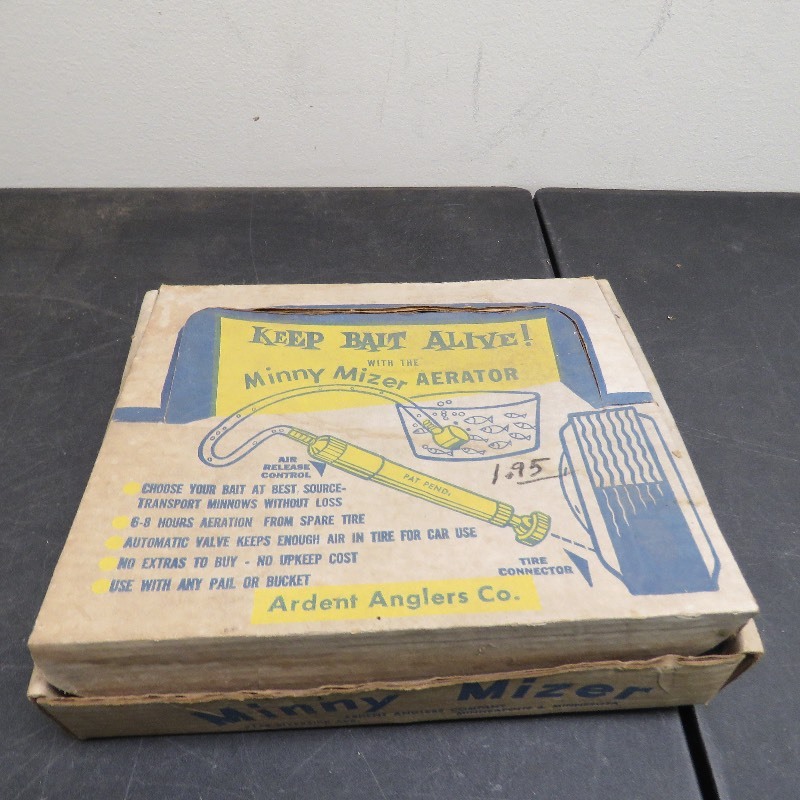 KEEP BAIT ALIVE!
WITH THE
Minny Mizer AERATOR
AIR
RELEASE
CONTROL
PAT PEND.
1.95
TIRE
CONNECTOR
CHOOSE YOUR BAIT AT BEST SOURCE-
TRANSPORT MINNOWS WITHOUT LOSS
6-8 HOURS AERATION FROM SPARE TIRE
AUTOMATIC VALVE KEEPS ENOUGH AIR IN TIRE FOR CAR USE
NO EXTRAS TO BUY - NO UPKEEP COST
USE WITH ANY PAIL OR BUCKET
Ardent Anglers Co.
Minny Mizer